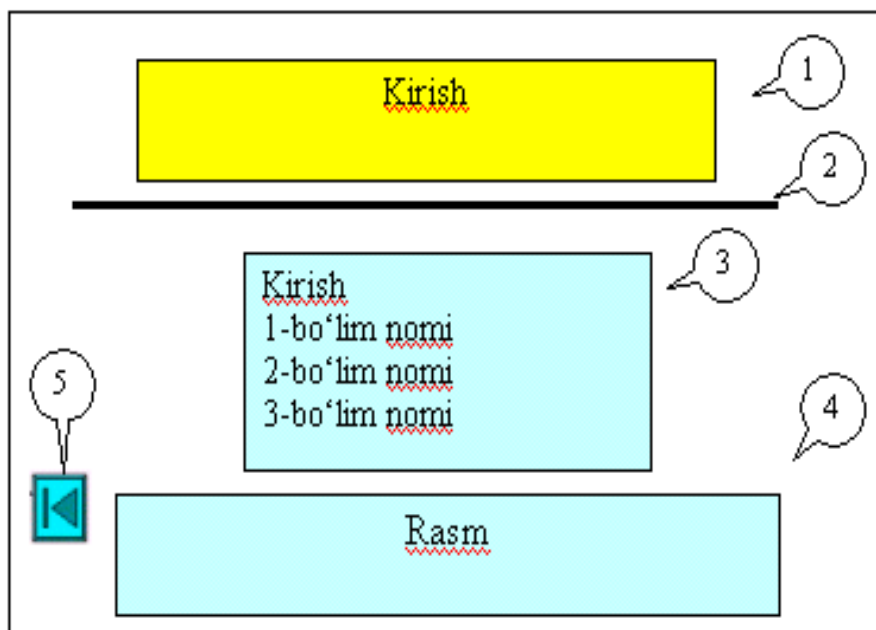 Kirish
1
2
3
Kirish
1-bo‘lim nomi
2-bo‘lim nomi
3-bo‘lim nomi
5
4
Rasm